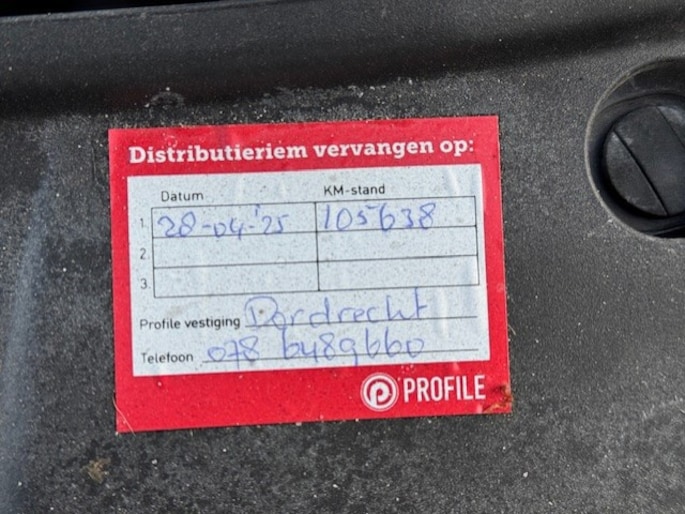 Distributieriem vervangen op:
Datum KM-stand
1. 28-04-'25 105638
2.
3.
Profile vestiging Dordrecht
Telefoon 078 6489660
PROFILE